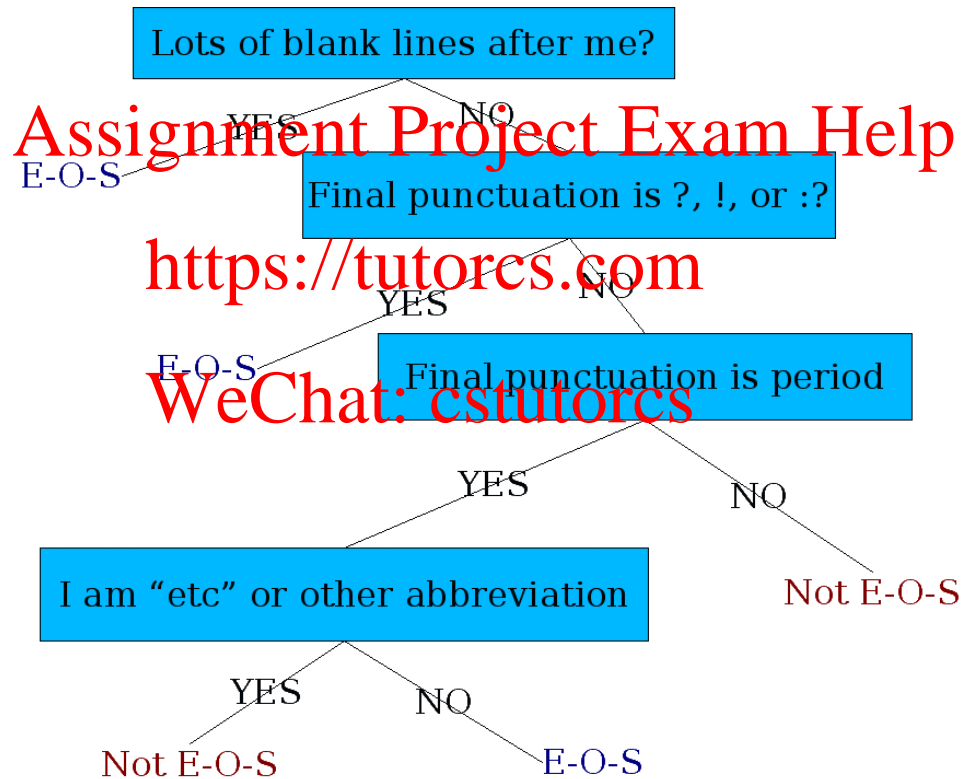 Lots of blank lines after me?
YES
NO
Assignment Project Exam Help
E-O-S
Final punctuation is ?, !, or :?
https://tutorcs.com
YES
NO
E-O-S
Final punctuation is period
WeChat: cstutorcs
YES
NO
I am “etc” or other abbreviation
Not E-O-S
YES
NO
Not E-O-S
E-O-S